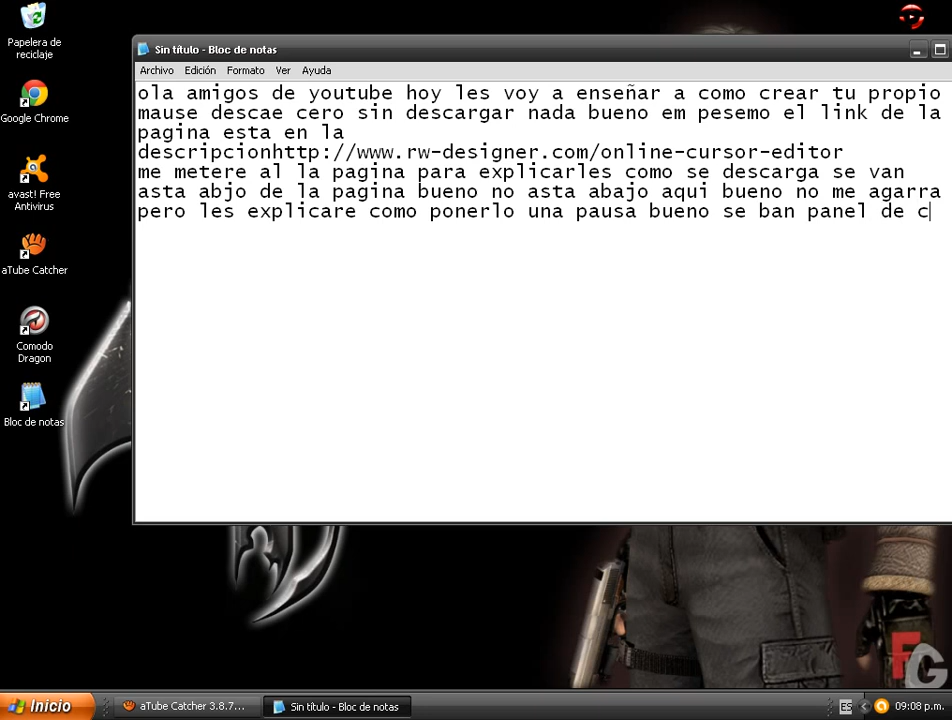 Papelera de
reciclaje
Google Chrome
avast! Free
Antivirus
aTube Catcher
Comodo
Dragon
Bloc de notas
Sin título - Bloc de notas
Archivo Edición Formato Ver Ayuda
ola amigos de youtube hoy les voy a enseñar a como crear tu propio
mause descae cero sin descargar nada bueno em pesemo el link de la
pagina esta en la
descripcionhttp://www.rw-designer.com/online-cursor-editor
me metere al la pagina para explicarles como se descarga se van
asta abjo de la pagina bueno no asta abajo aqui bueno no me agarra
pero les explicare como ponerlo una pausa bueno se ban panel de c
FG
Inicio
aTube Catcher 3.8.7...
Sin título - Bloc de notas
ES
09:08 p.m.